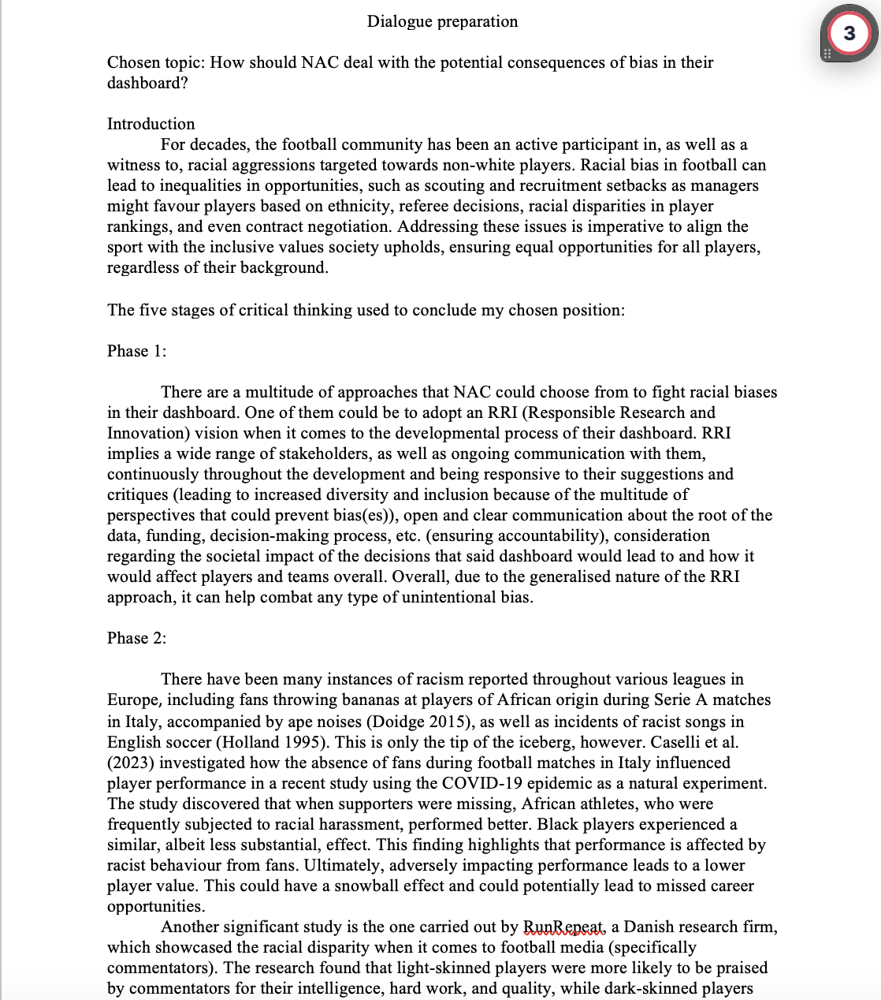 Dialogue preparation
3
Chosen topic: How should NAC deal with the potential consequences of bias in their
dashboard?
Introduction
For decades, the football community has been an active participant in, as well as a
witness to, racial aggressions targeted towards non-white players. Racial bias in football can
lead to inequalities in opportunities, such as scouting and recruitment setbacks as managers
might favour players based on ethnicity, referee decisions, racial disparities in player
rankings, and even contract negotiation. Addressing these issues is imperative to align the
sport with the inclusive values society upholds, ensuring equal opportunities for all players,
regardless of their background.
The five stages of critical thinking used to conclude my chosen position:
Phase 1:
There are a multitude of approaches that NAC could choose from to fight racial biases
in their dashboard. One of them could be to adopt an RRI (Responsible Research and
Innovation) vision when it comes to the developmental process of their dashboard. RRI
implies a wide range of stakeholders, as well as ongoing communication with them,
continuously throughout the development and being responsive to their suggestions and
critiques (leading to increased diversity and inclusion because of the multitude of
perspectives that could prevent bias(es)), open and clear communication about the root of the
data, funding, decision-making process, etc. (ensuring accountability), consideration
regarding the societal impact of the decisions that said dashboard would lead to and how it
would affect players and teams overall. Overall, due to the generalised nature of the RRI
approach, it can help combat any type of unintentional bias.
Phase 2:
There have been many instances of racism reported throughout various leagues in
Europe, including fans throwing bananas at players of African origin during Serie A matches
in Italy, accompanied by ape noises (Doidge 2015), as well as incidents of racist songs in
English soccer (Holland 1995). This is only the tip of the iceberg, however. Caselli et al.
(2023) investigated how the absence of fans during football matches in Italy influenced
player performance in a recent study using the COVID-19 epidemic as a natural experiment.
The study discovered that when supporters were missing, African athletes, who were
frequently subjected to racial harassment, performed better. Black players experienced a
similar, albeit less substantial, effect. This finding highlights that performance is affected by
racist behaviour from fans. Ultimately, adversely impacting performance leads to a lower
player value. This could have a snowball effect and could potentially lead to missed career
opportunities.
Another significant study is the one carried out by RunRepeat, a Danish research firm,
which showcased the racial disparity when it comes to football media (specifically
commentators). The research found that light-skinned players were more likely to be praised
by commentators for their intelligence, hard work, and quality, while dark-skinned players